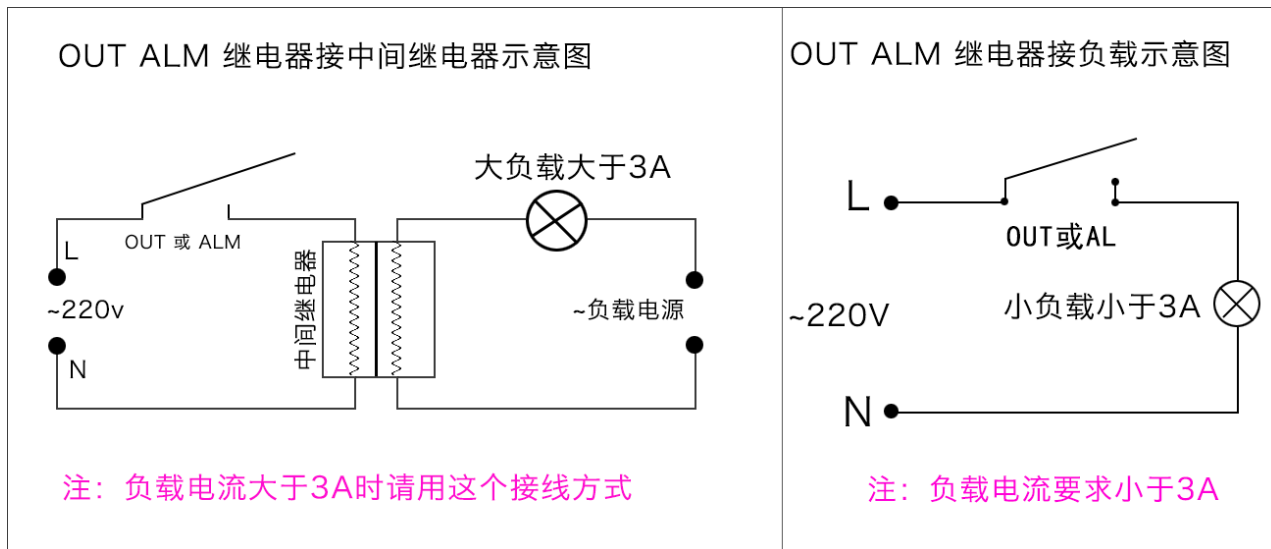 OUT ALM 继电器接中间继电器示意图
大负载大于3A
L
OUT 或 ALM
~220v
中间继电器
~负载电源
N
注：负载电流大于3A时请用这个接线方式
OUT ALM 继电器接负载示意图
L
OUT或AL
~220V
小负载小于3A
N
注：负载电流要求小于3A